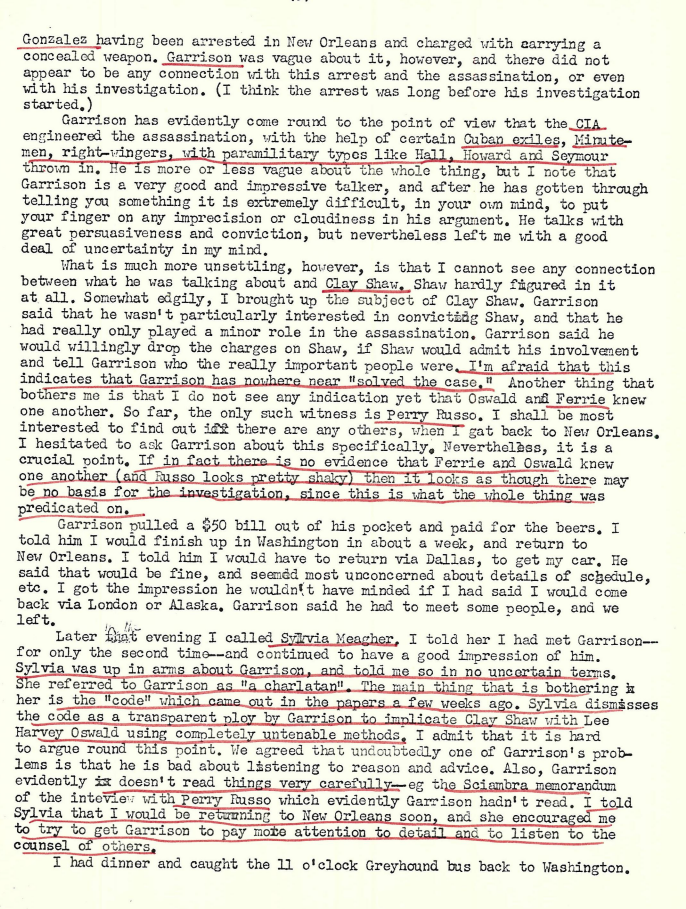 Gonzalez having been arrested in New Orleans and charged with carrying a
concealed weapon. Garrison was vague about it, however, and there did not
appear to be any connection with this arrest and the assassination, or even
with his investigation. (I think the arrest was long before his investigation
started.)
Garrison has evidently come round to the point of view that the CIA
engineered the assassination, with the help of certain Cuban exiles, Minute-
men, right-wingers, with paramilitary types like Hall, Howard and Seymour
thrown in. He is more or less vague about the whole thing, but I note that
Garrison is a very good and impressive talker, and after he has gotten through
telling you something it is extremely difficult, in your own mind, to put
your finger on any imprecision or cloudiness in his argument. He talks with
great persuasiveness and conviction, but nevertheless left me with a good
deal of uncertainty in my mind.
What is much more unsettling, however, is that I cannot see any connection
between what he was talking about and Clay Shaw. Shaw hardly figured in it
at all. Somewhat edgily, I brought up the subject of Clay Shaw. Garrison
said that he wasn't particularly interested in convicting Shaw, and that he
had really only played a minor role in the assassination. Garrison said he
would willingly drop the charges on Shaw, if Shaw would admit his involvement
and tell Garrison who the really important people were. I'm afraid that this
indicates that Garrison has nowhere near "solved the case." Another thing that
bothers me is that I do not see any indication yet that Oswald and Ferrie knew
one another. So far, the only such witness is Perry Russo. I shall be most
interested to find out if there are any others, when I gat back to New Orleans.
I hesitated to ask Garrison about this specifically. Nevertheless, it is a
crucial point. If in fact there is no evidence that Ferrie and Oswald knew
one another (and Russo looks pretty shaky) then it looks as though there may
be no basis for the investigation, since this is what the whole thing was
predicated on.
Garrison pulled a $50 bill out of his pocket and paid for the beers. I
told him I would finish up in Washington in about a week, and return to
New Orleans. I told him I would have to return via Dallas, to get my car. He
said that would be fine, and seemed most unconcerned about details of schedule,
etc. I got the impression he wouldn't have minded if I had said I would come
back via London or Alaska. Garrison said he had to meet some people, and we
left.
Later that evening I called Sylvia Meagher. I told her I had met Garrison--
for only the second time--and continued to have a good impression of him.
Sylvia was up in arms about Garrison, and told me so in no uncertain terms.
She referred to Garrison as "a charlatan". The main thing that is bothering
her is the "code" which came out in the papers a few weeks ago. Sylvia dismisses
the code as a transparent ploy by Garrison to implicate Clay Shaw with Lee
Harvey Oswald using completely untenable methods. I admit that it is hard
to argue round this point. We agreed that undoubtedly one of Garrison's prob-
lems is that he is bad about listening to reason and advice. Also, Garrison
evidently doesn't read things very carefully--eg the Sciambra memorandum
of the inteview with Perry Russo which evidently Garrison hadn't read. I told
Sylvia that I would be returning to New Orleans soon, and she encouraged me
to try to get Garrison to pay more attention to detail and to listen to the
counsel of others.
I had dinner and caught the 11 o'clock Greyhound bus back to Washington.